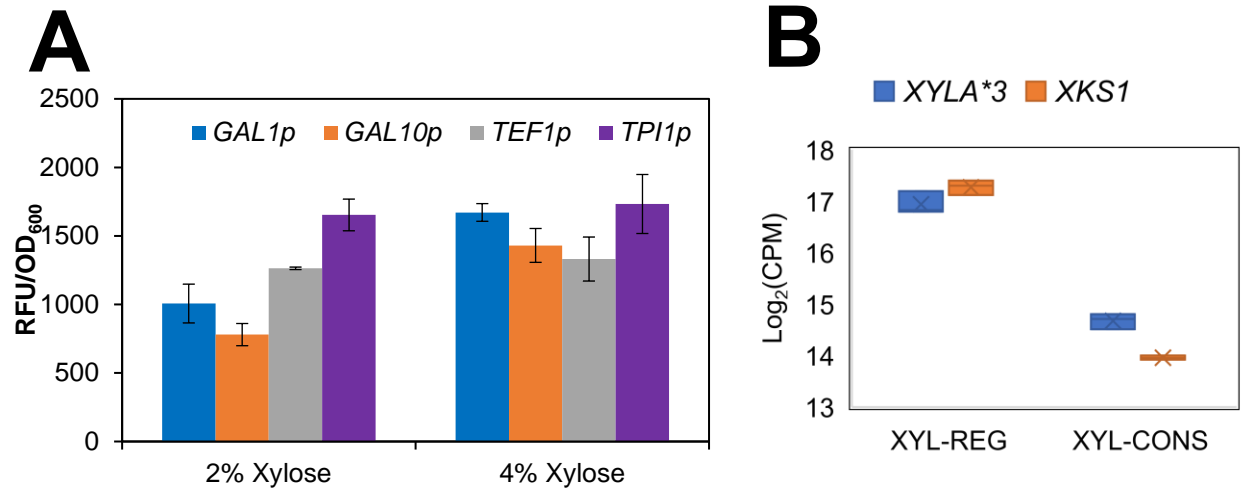 A
2500
2000
1500
1000
500
0
RFU/OD600
GAL1p GAL10p TEF1p TPI1p
2% Xylose 4% Xylose
B
XYLA*3 XKS1
18
17
16
15
14
13
Log2(CPM)
XYL-REG XYL-CONS